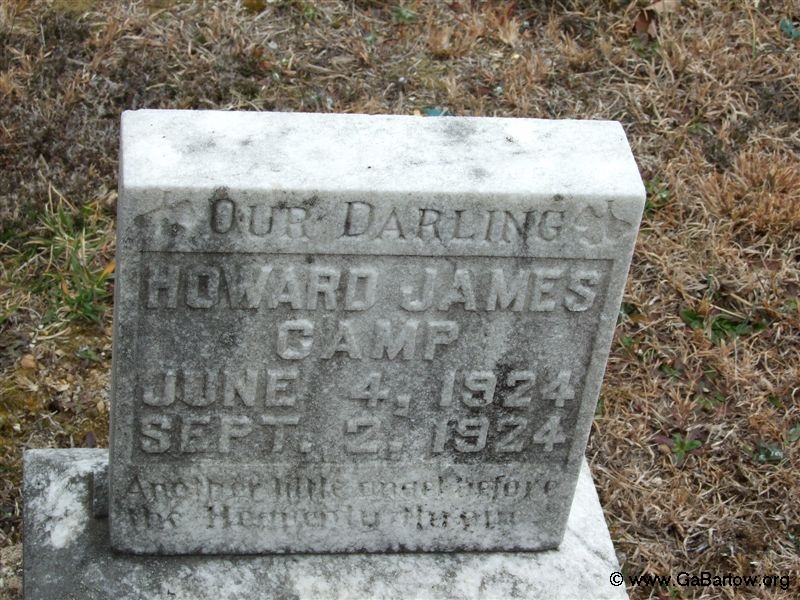 OUR DARLING
HOWARD JAMES
CAMP
JUNE 4, 1924
SEPT. 2, 1924
Another little angel before
the Heavenly throne
© www.GaBartow.org